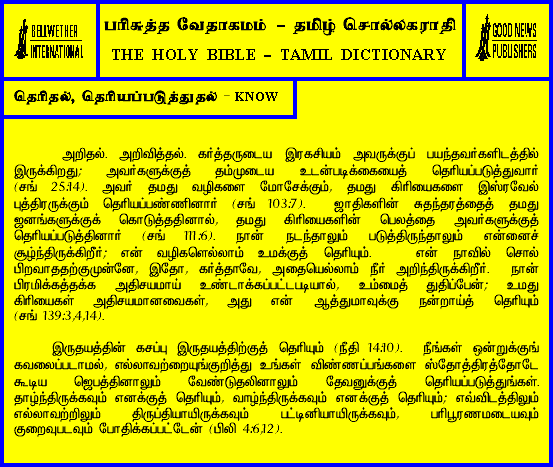 BELLWETHER
INTERNATIONAL
பரிசுத்த வேதாகமம் - தமிழ் சொல்லகராதி
THE HOLY BIBLE - TAMIL DICTIONARY
GOOD NEWS
PUBLISHERS
தெரிதல், தெரியப்படுத்துதல் - KNOW
அறிதல். அறிவித்தல். கர்த்தருடைய இரகசியம் அவருக்குப் பயந்தவர்களிடத்தில்
இருக்கிறது; அவர்களுக்குத் தம்முடைய உடன்படிக்கையைத் தெரியப்படுத்துவார்
(சங் 25:14). அவர் தமது வழிகளை மோசேக்கும், தமது கிரியைகளை இஸ்ரவேல்
புத்திரருக்கும் தெரியப்பண்ணினார் (சங் 103:7). ஜாதிகளின் சுதந்தரத்தைத் தமது
ஜனங்களுக்குக் கொடுத்ததினால், தமது கிரியைகளின் பெலத்தை அவர்களுக்குத்
தெரியப்படுத்தினார் (சங் 111:6). நான் நடந்தாலும் படுத்திருந்தாலும் என்னைச்
சூழ்ந்திருக்கிறீர்; என் வழிகளெல்லாம் உமக்குத் தெரியும். என் நாவில் சொல்
பிறவாததற்குமுன்னே, இதோ, கர்த்தாவே, அதையெல்லாம் நீர் அறிந்திருக்கிறீர். நான்
பிரமிக்கத்தக்க அதிசயமாய் உண்டாக்கப்பட்டபடியால், உம்மைத் துதிப்பேன்; உமது
கிரியைகள் அதிசயமானவைகள், அது என் ஆத்துமாவுக்கு நன்றாய்த் தெரியும்
(சங் 139:3,4,14).
இருதயத்தின் கசப்பு இருதயத்திற்குத் தெரியும் (நீதி 14:10). நீங்கள் ஒன்றுக்குங்
கவலைப்படாமல், எல்லாவற்றையுங்குறித்து உங்கள் விண்ணப்பங்களை ஸ்தோத்திரத்தோடே
கூடிய ஜெபத்தினாலும் வேண்டுதலினாலும் தேவனுக்குத் தெரியப்படுத்துங்கள்.
தாழ்ந்திருக்கவும் எனக்குத் தெரியும், வாழ்ந்திருக்கவும் எனக்குத் தெரியும்; எவ்விடத்திலும்
எல்லாவற்றிலும் திருப்தியாயிருக்கவும் பட்டினியாயிருக்கவும், பரிபூரணமடையவும்
குறைவுபடவும் போதிக்கப்பட்டேன் (பிலி 4:6,12).